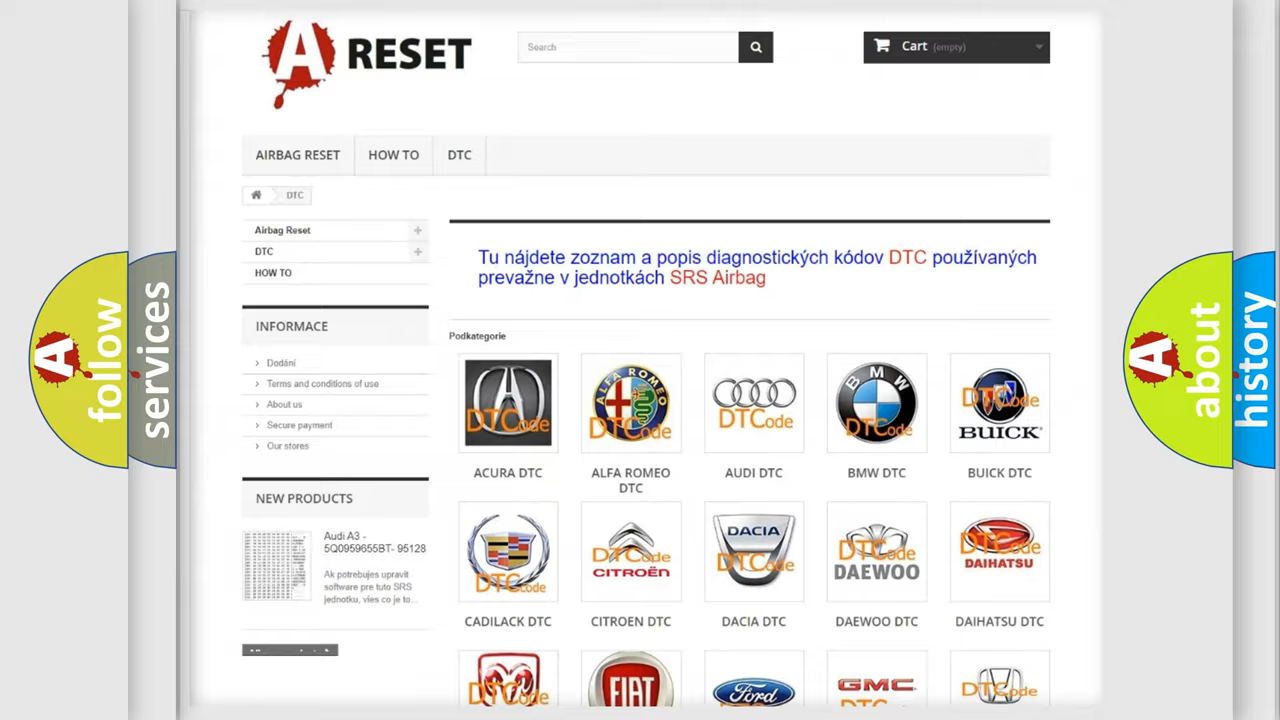 A RESET
Search
Cart (empty)
AIRBAG RESET
HOW TO
DTC
DTC
Airbag Reset
DTC
HOW TO
Tu nájdete zoznam a popis diagnostických kódov DTC používaných
prevažne v jednotkách SRS Airbag
INFORMACE
Dodání
Terms and conditions of use
About us
Secure payment
Our stores
NEW PRODUCTS
Audi A3 -
5Q0959655BT- 95128
Ak potrebujes upravit
software pre tuto SRS
jednotku, vies co je to...
Podkategorie
DTCode
ALFA ROMEO
DTCode
DTCode
BMW
DTCode
DTCode
BUICK
ACURA DTC
ALFA ROMEO
DTC
AUDI DTC
BMW DTC
BUICK DTC
DTCode
DTCode
CITROËN
DACIA
DTCode
DTCode
DAEWOO
DTCode
DAIHATSU
CADILACK DTC
CITROEN DTC
DACIA DTC
DAEWOO DTC
DAIHATSU DTC
DTCode
FIAT
Ford
DTCode
GMC
DTCode
A follow
services
A about
history